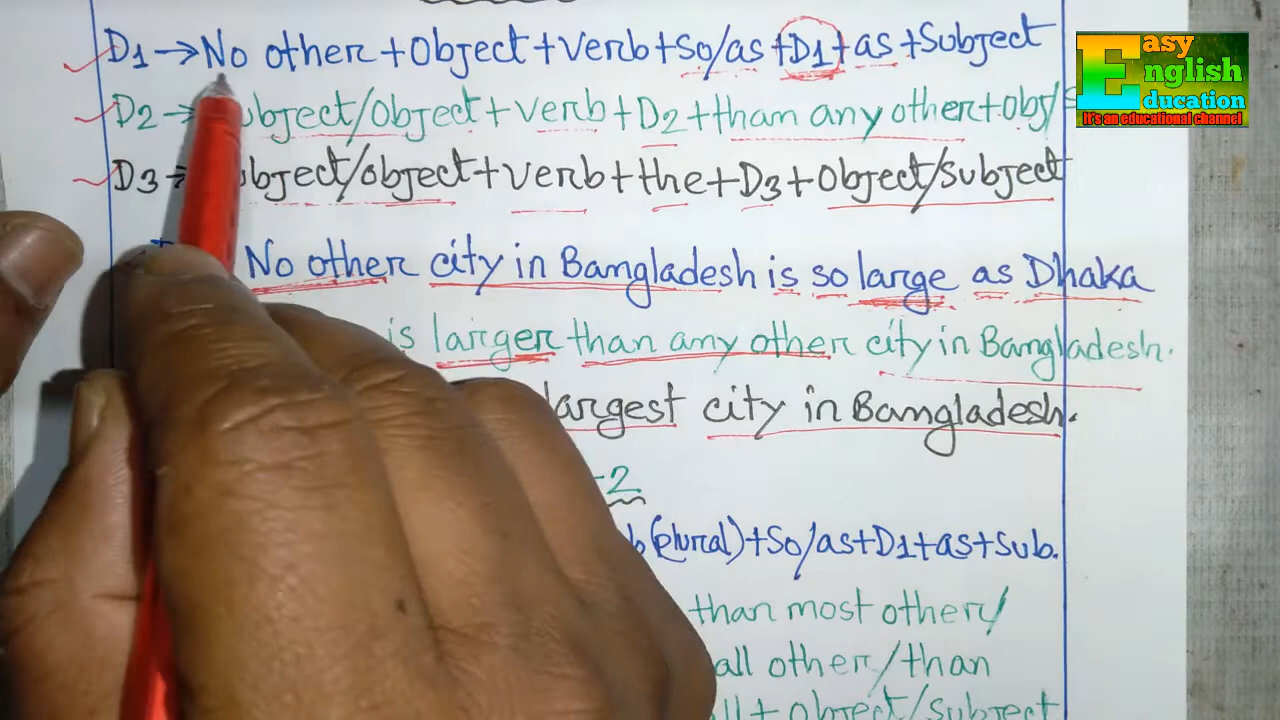 D1→No other+Object+verb+So/as+D1+as+Subject
D2→ /Object+verb+D2+than any other+Obj/
D3→ /object+verb+the+D3+Object/Subject
No other city in Bangladesh is so large as Dhaka
is larger than any other city in Bangladesh.
largest city in Bangladesh.
-2
(plural)+So/as+D1+as+Sub.
than most other/
all other/than
+object/Subject
Easy
English
Education
It's an educational channel